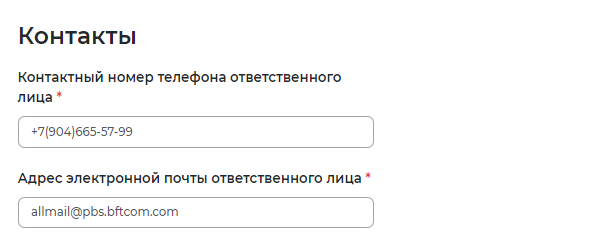 Контакты
Контактный номер телефона ответственного
лица *
+7(904)665-57-99
Адрес электронной почты ответственного лица *
allmail@pbs.bftcom.com